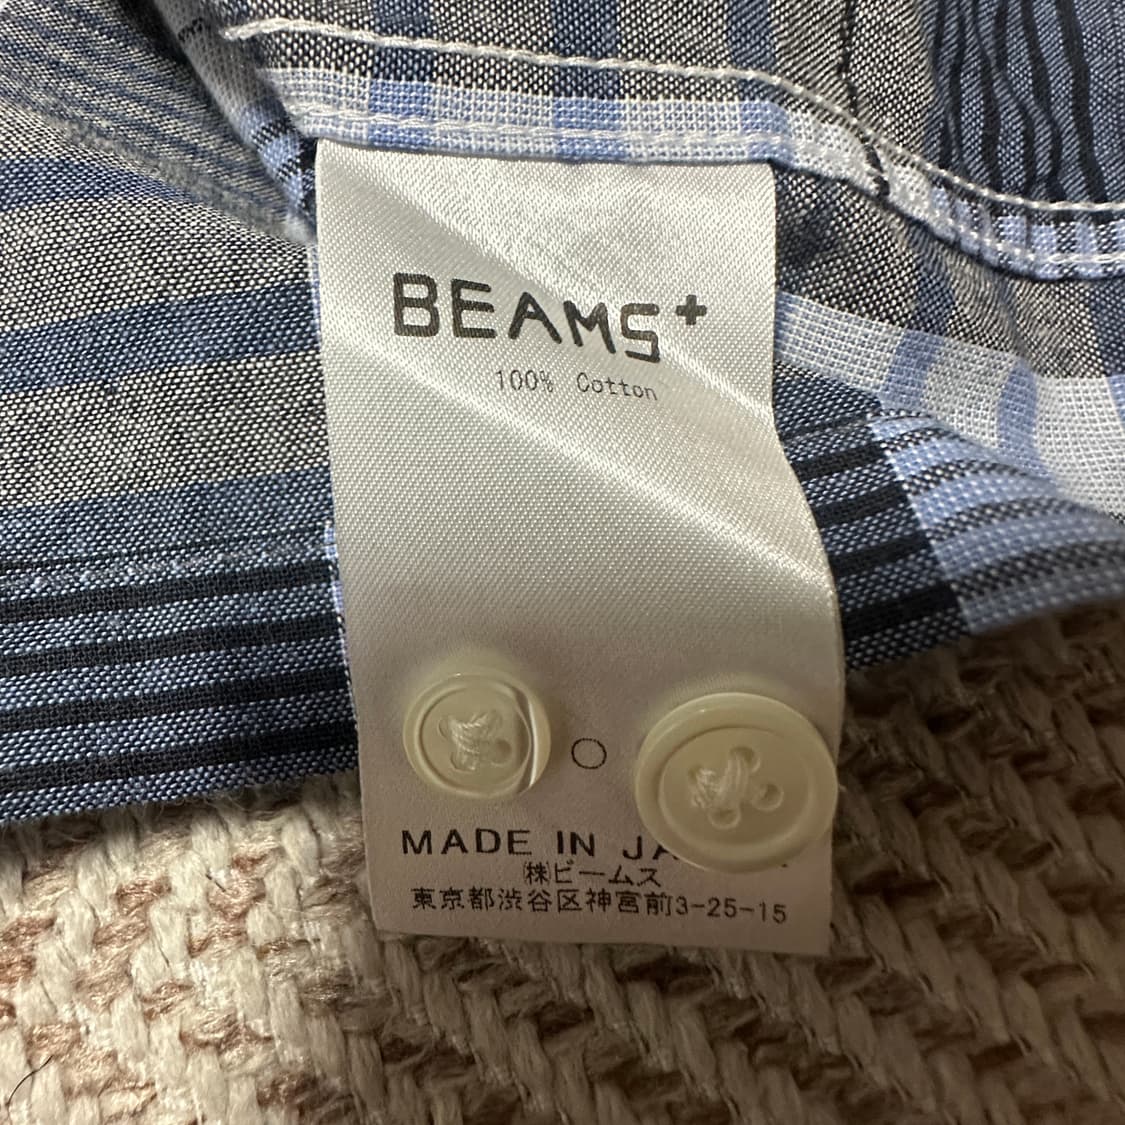 BEAMS+
100% Cotton
MADE IN
㈱ビームス
東京都渋谷区神宮前3-25-15